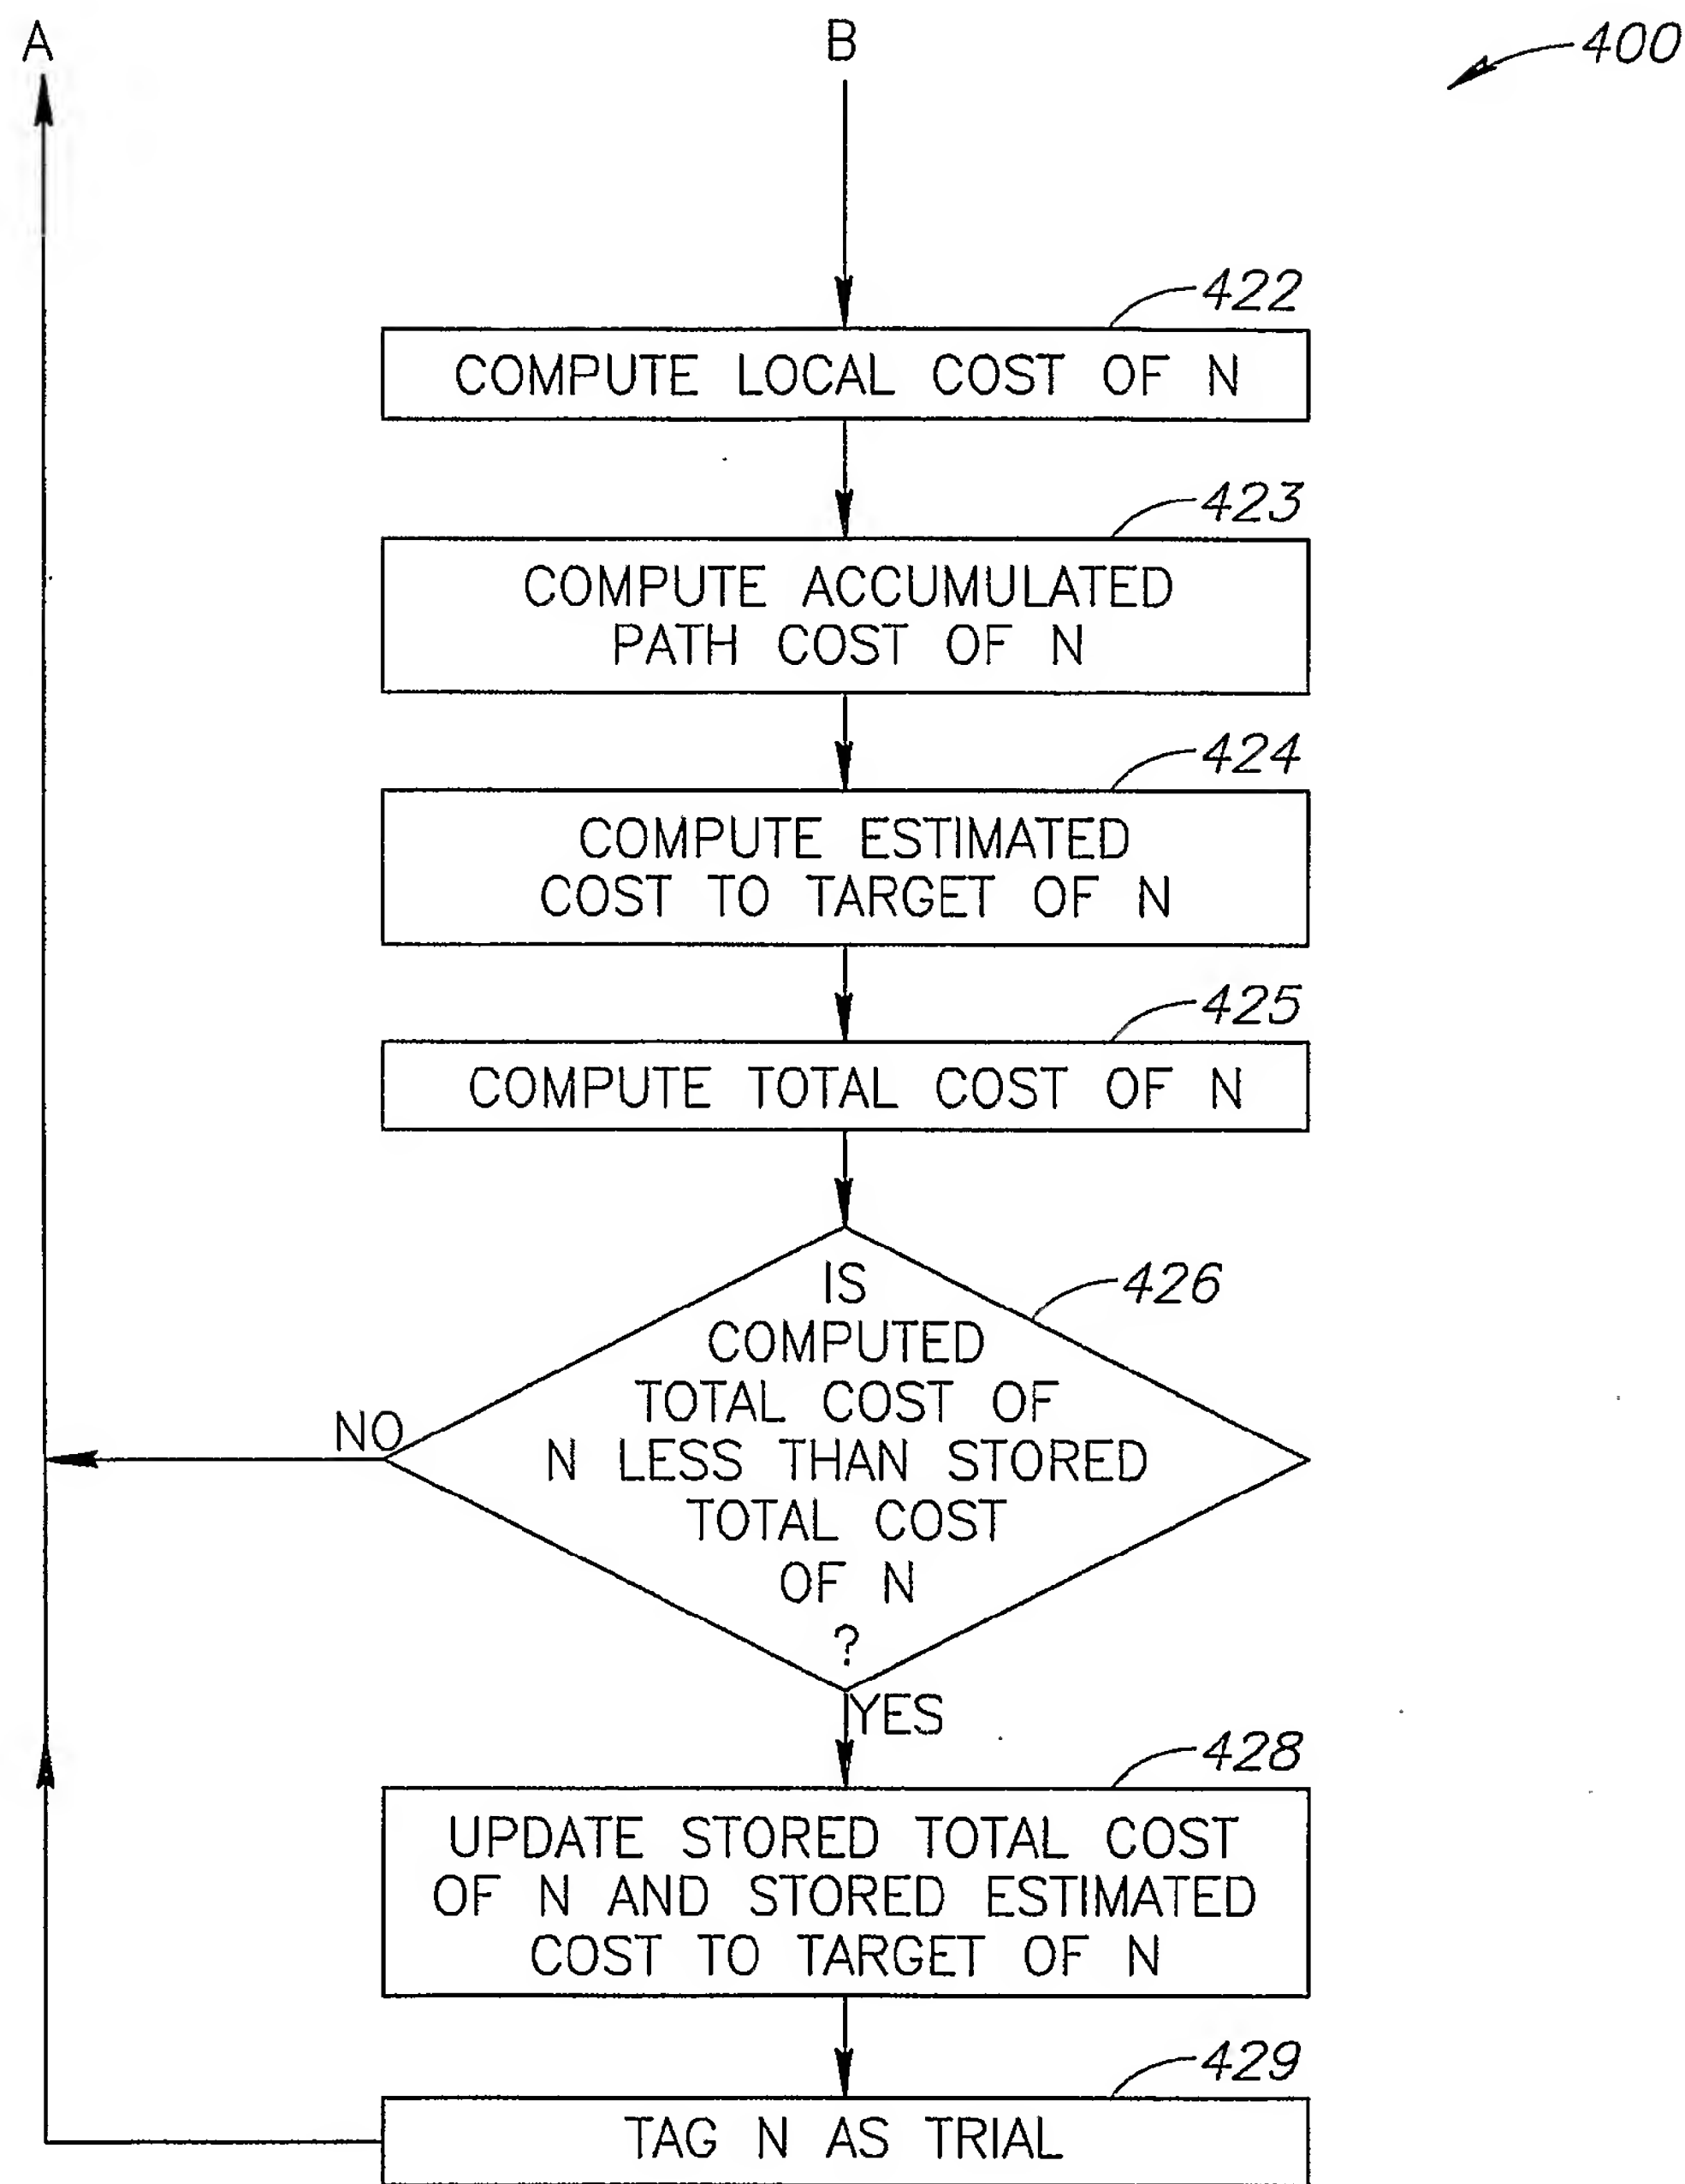 A
B
400
422
COMPUTE LOCAL COST OF N
423
COMPUTE ACCUMULATED
PATH COST OF N
424
COMPUTE ESTIMATED
COST TO TARGET OF N
425
COMPUTE TOTAL COST OF N
426
IS
COMPUTED
TOTAL COST OF
N LESS THAN STORED
TOTAL COST
OF N
?
NO
YES
428
UPDATE STORED TOTAL COST
OF N AND STORED ESTIMATED
COST TO TARGET OF N
429
TAG N AS TRIAL